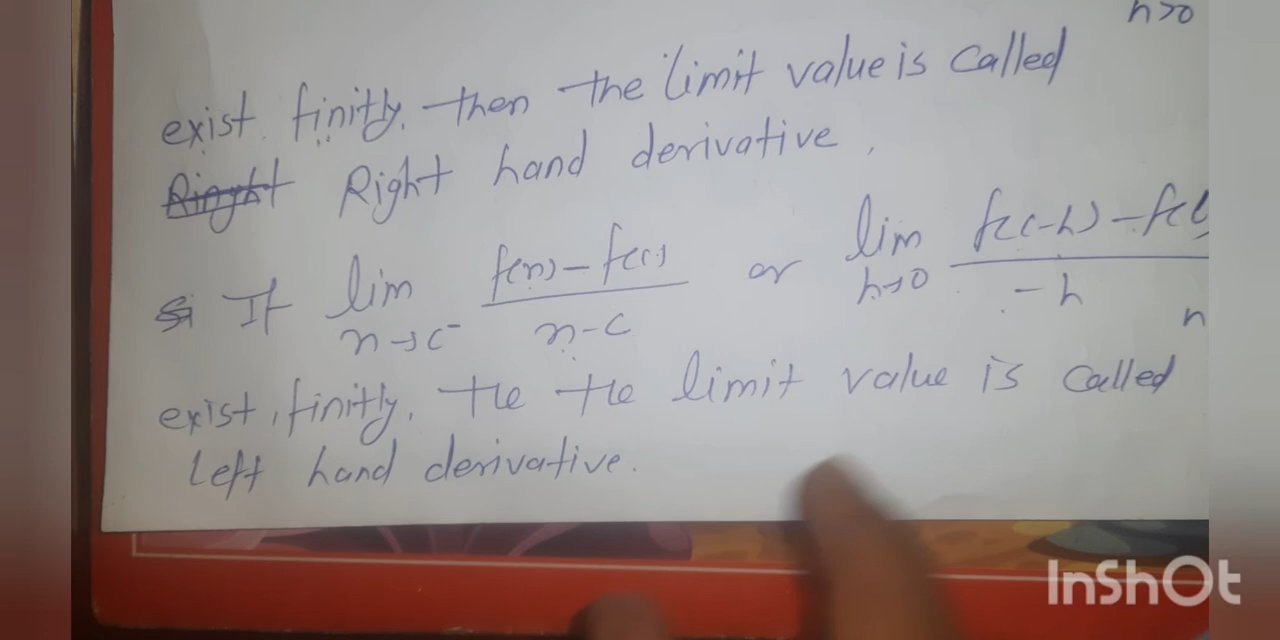 h>0
exist finitly. then the limit value is called
Right hand derivative.
If lim x→c⁻ f(x)-f(c) / x-c or lim h→0 f(c-h)-f(c) / -h
exist, finitly. the the limit value is called
Left hand derivative.
InShOt